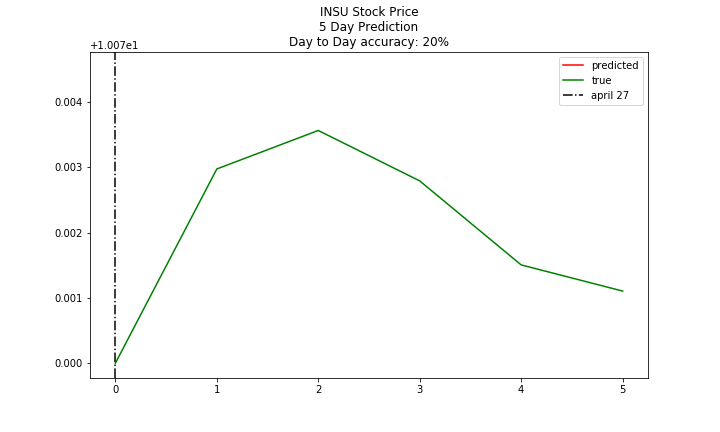 INSU Stock Price
5 Day Prediction
Day to Day accuracy: 20%
+1.007e1
predicted
true
april 27
0.004
0.003
0.002
0.001
0.000
0 1 2 3 4 5